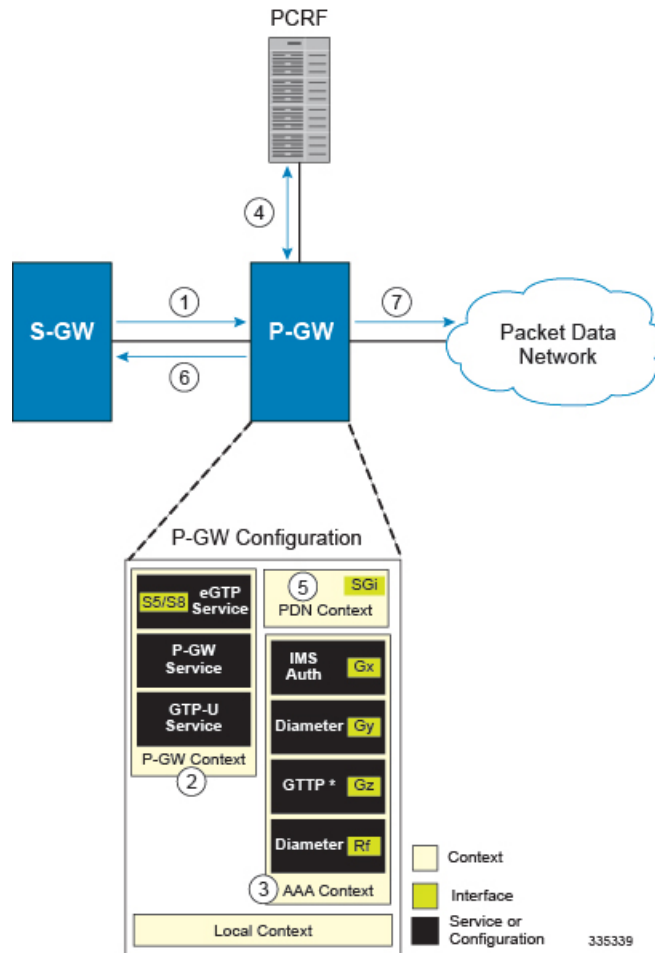 PCRF
4
S-GW
1
6
P-GW
7
Packet Data
Network
P-GW Configuration
S5/S8
eGTP
Service
P-GW
Service
GTP-U
Service
P-GW Context
2
5
SGi
PDN Context
IMS
Auth
Gx
Diameter
Gy
GTTP *
Gz
Diameter
Rf
3
AAA Context
Local Context
Context
Interface
Service or
Configuration
335339